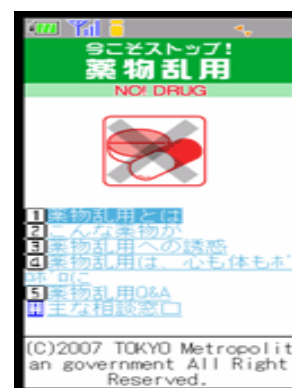 今こそストップ!
薬物乱用
NO! DRUG
1薬物乱用とは
2こんな薬物が
3薬物乱用への誘惑
4薬物乱用は、心も体もボ
ロボロに
5薬物乱用Q&A
主な相談窓口
(C)2007 TOKYO Metropolit
an government All Right
Reserved.